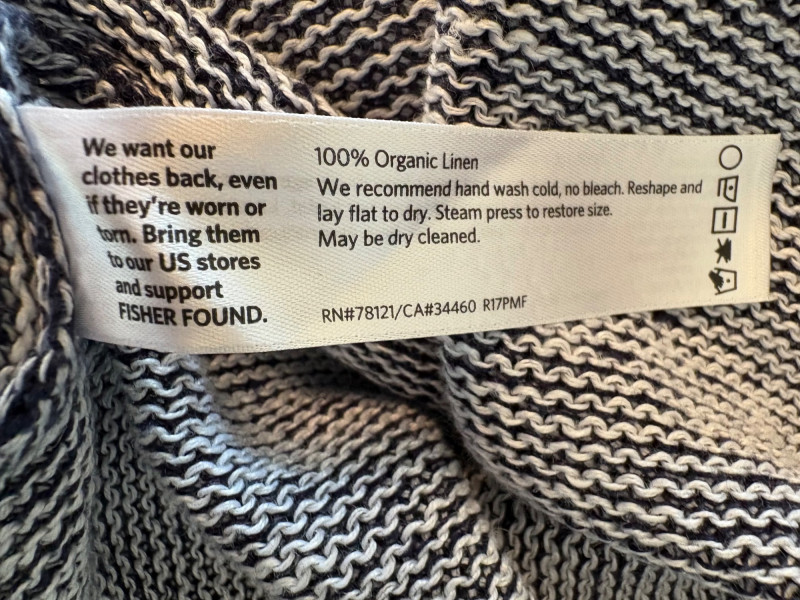 We want our
clothes back, even
if they're worn or
torn. Bring them
to our US stores
and support
FISHER FOUND.
100% Organic Linen
We recommend hand wash cold, no bleach. Reshape and
lay flat to dry. Steam press to restore size.
May be dry cleaned.
RN#78121/CA#34460 R17PMF